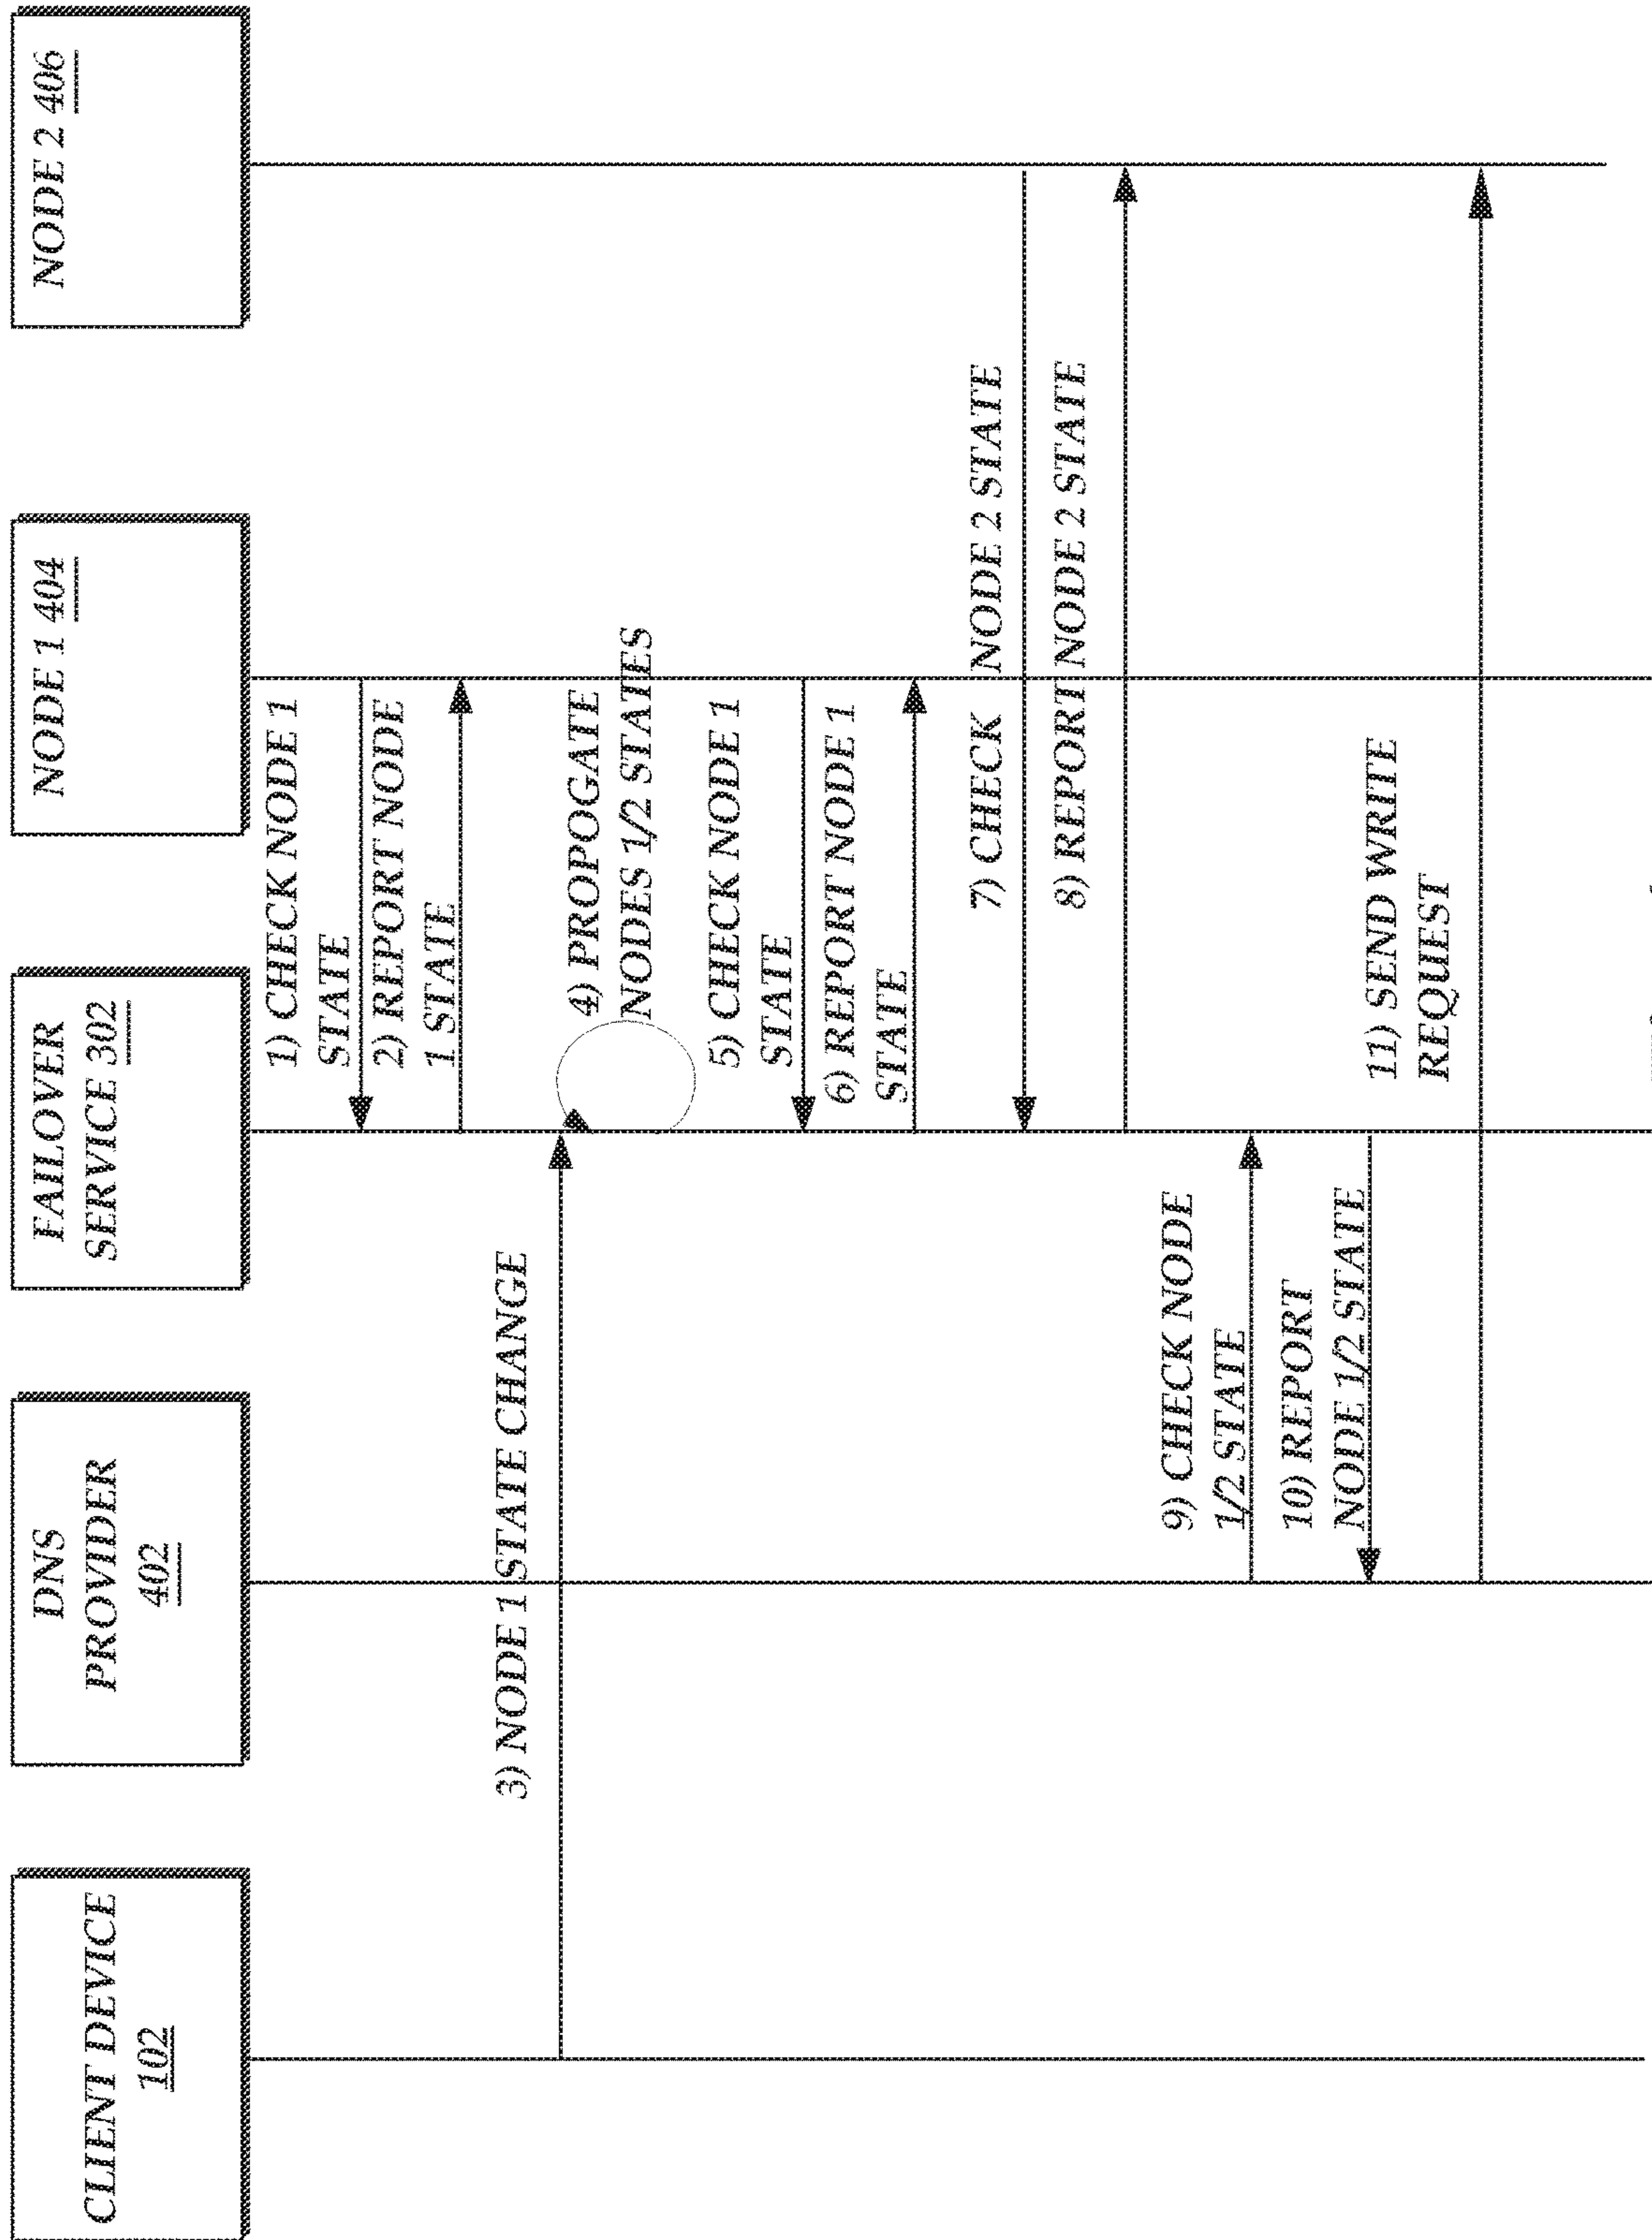 CLIENT DEVICE
102
DNS
PROVIDER
402
FAILOVER
SERVICE 302
NODE 1 404
NODE 2 406
1) CHECK NODE 1
STATE
2) REPORT NODE
1 STATE
3) NODE 1 STATE CHANGE
4) PROPOGATE
NODES 1/2 STATES
5) CHECK NODE 1
STATE
6) REPORT NODE 1
STATE
7) CHECK NODE 2 STATE
8) REPORT NODE 2 STATE
9) CHECK NODE
1/2 STATE
10) REPORT
NODE 1/2 STATE
11) SEND WRITE
REQUEST